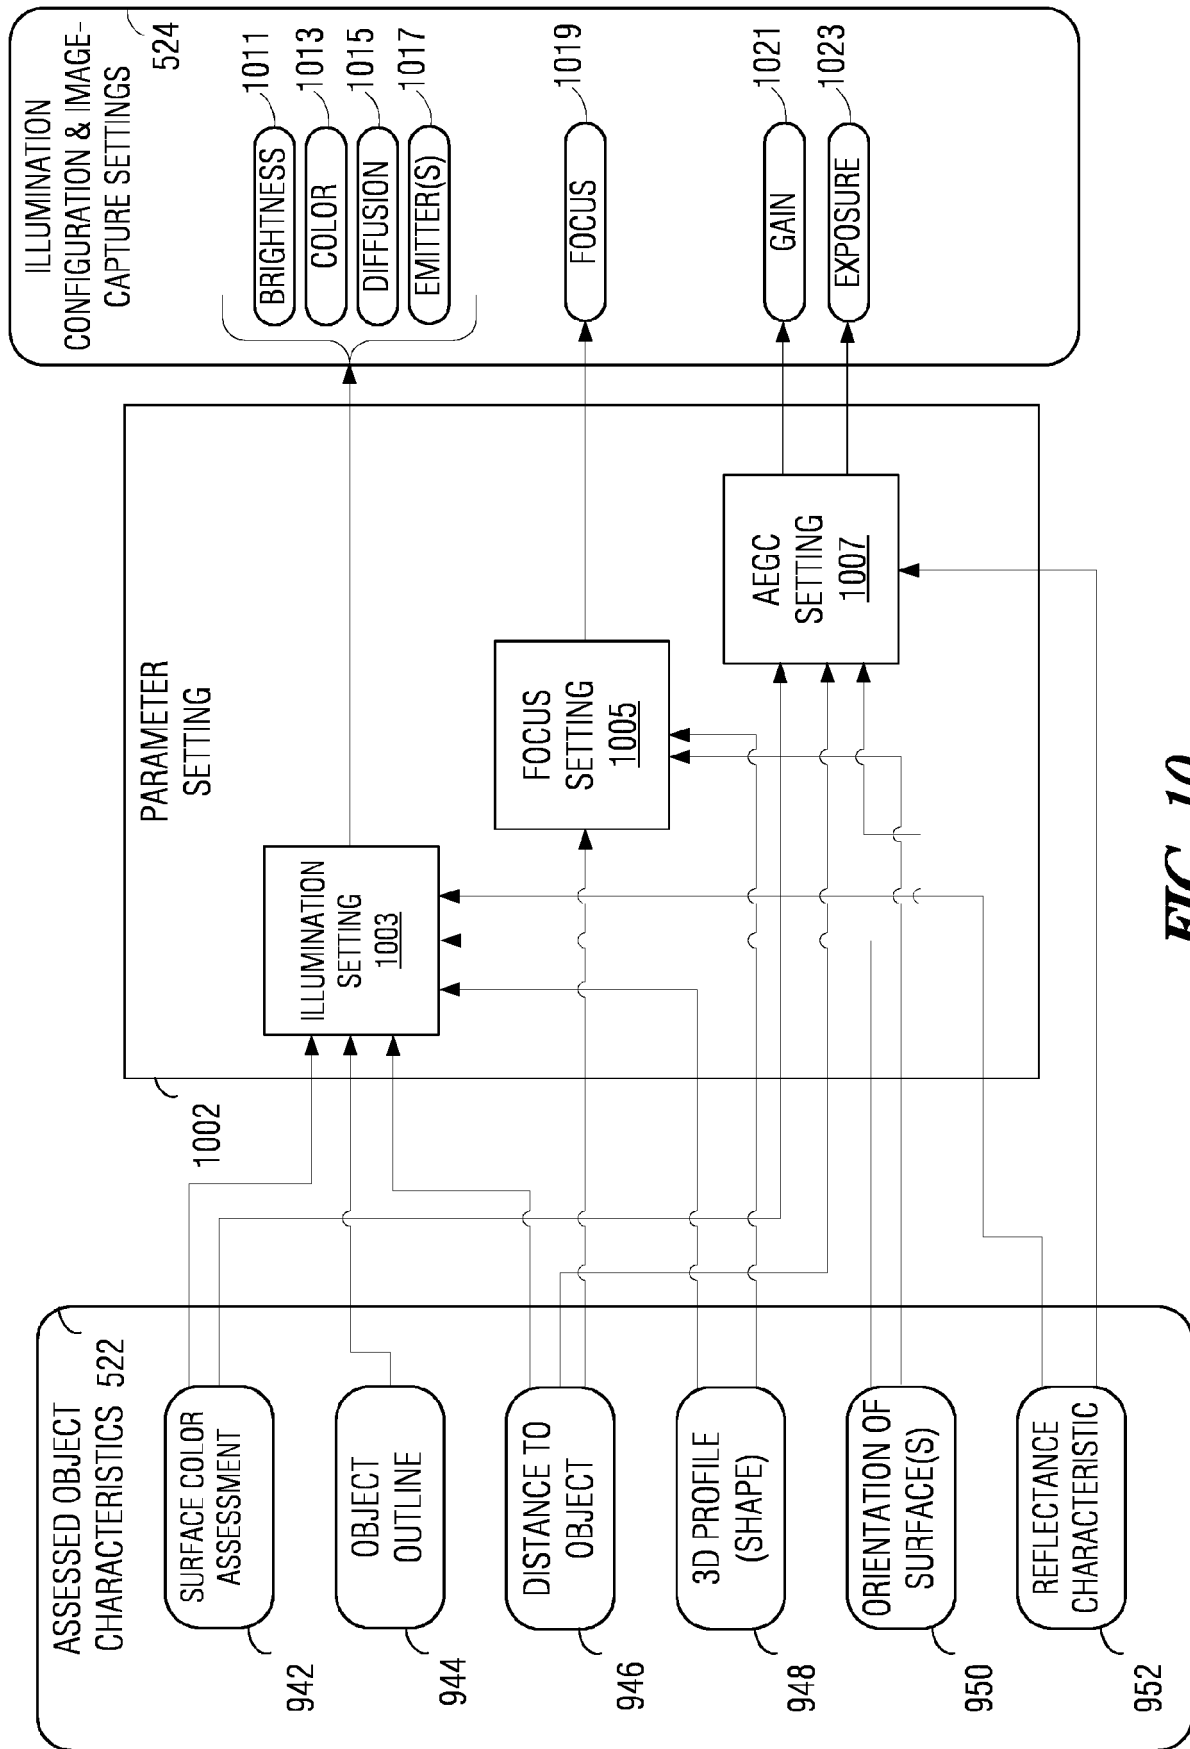 ASSESSED OBJECT
CHARACTERISTICS 522
SURFACE COLOR
ASSESSMENT
942
OBJECT
OUTLINE
944
DISTANCE TO
OBJECT
946
3D PROFILE
(SHAPE)
948
ORIENTATION OF
SURFACE(S)
950
REFLECTANCE
CHARACTERISTIC
952
1002
PARAMETER
SETTING
ILLUMINATION
SETTING
1003
FOCUS
SETTING
1005
AEGC
SETTING
1007
ILLUMINATION
CONFIGURATION & IMAGE-
CAPTURE SETTINGS
524
BRIGHTNESS
1011
COLOR
1013
DIFFUSION
1015
EMITTER(S)
1017
FOCUS
1019
GAIN
1021
EXPOSURE
1023
FIG. 10